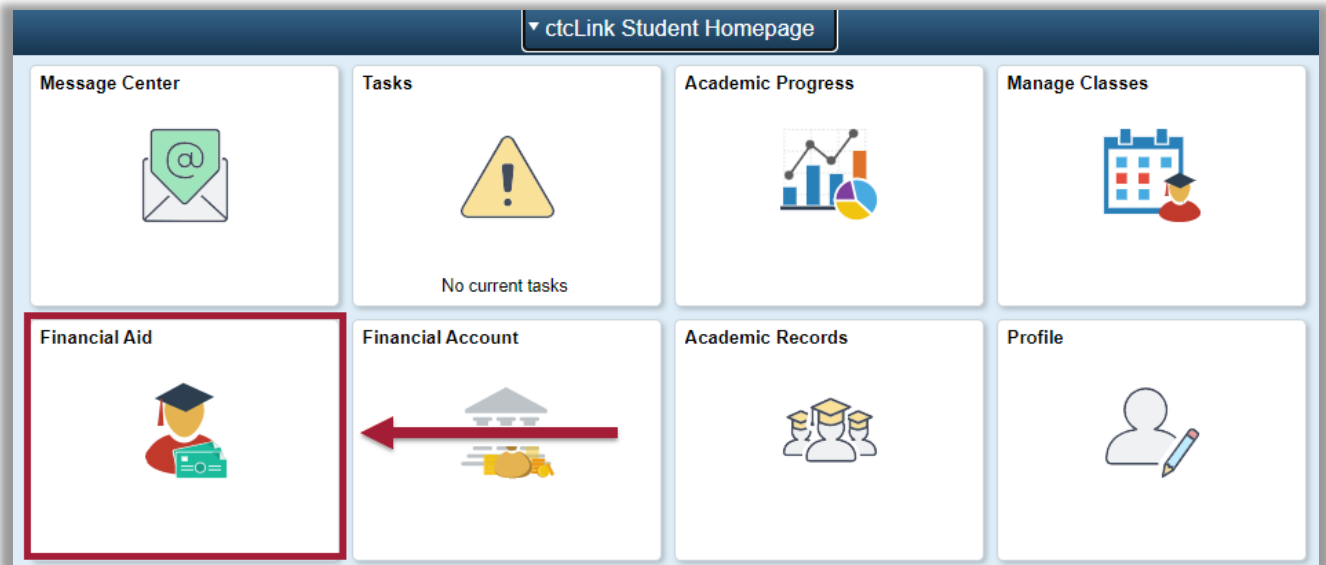 ctcLink Student Homepage
Message Center
Tasks
Academic Progress
Manage Classes
No current tasks
Financial Aid
Financial Account
Academic Records
Profile